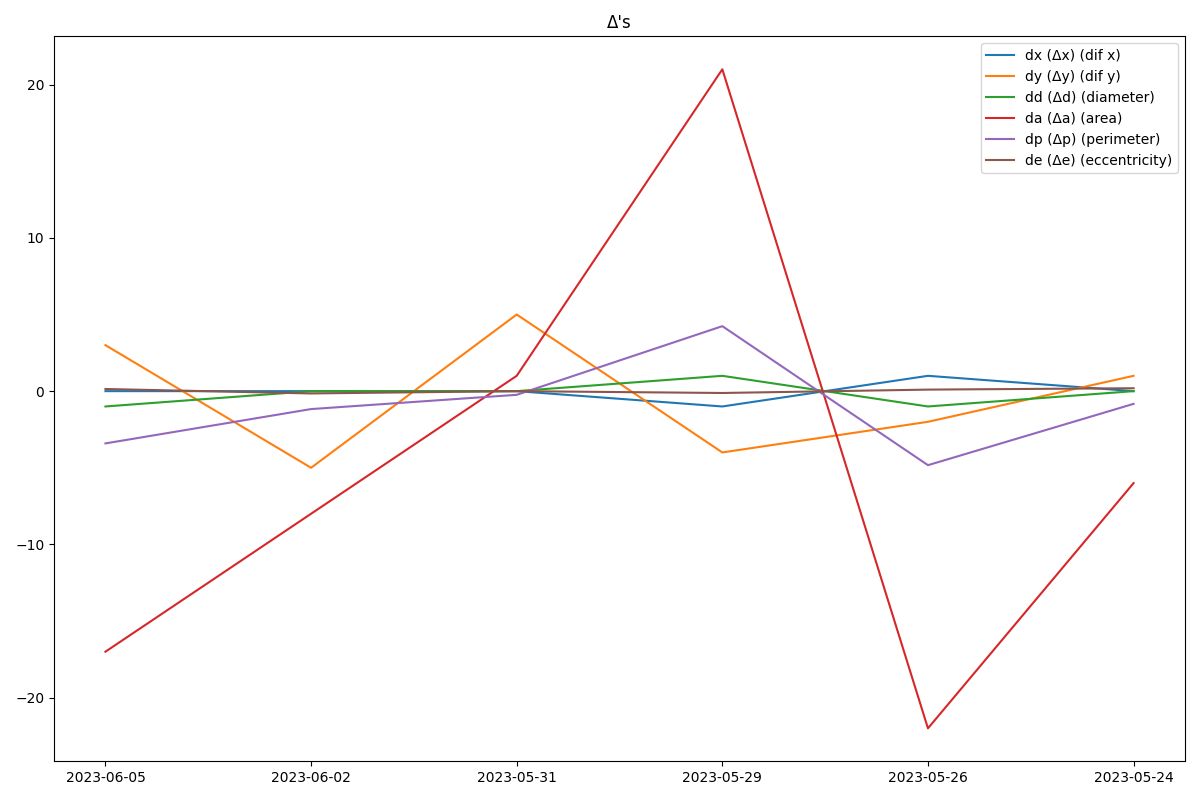 Δ's
dx (Δx) (dif x)
dy (Δy) (dif y)
dd (Δd) (diameter)
da (Δa) (area)
dp (Δp) (perimeter)
de (Δe) (eccentricity)
20
10
0
−10
−20
2023-06-05
2023-06-02
2023-05-31
2023-05-29
2023-05-26
2023-05-24